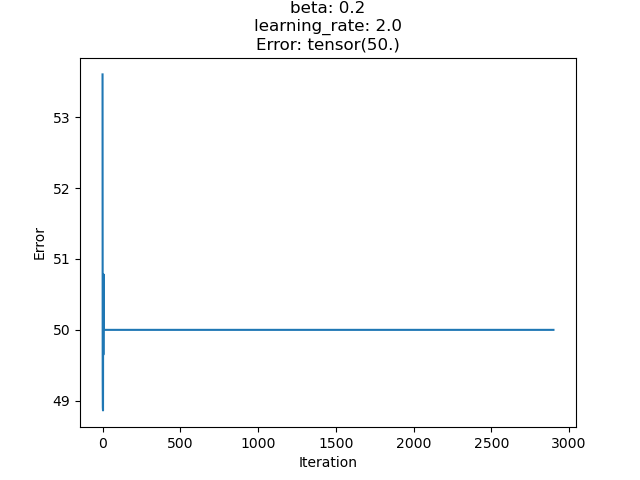 beta: 0.2
learning_rate: 2.0
Error: tensor(50.)
53
52
51
50
49
Error
0 500 1000 1500 2000 2500 3000
Iteration